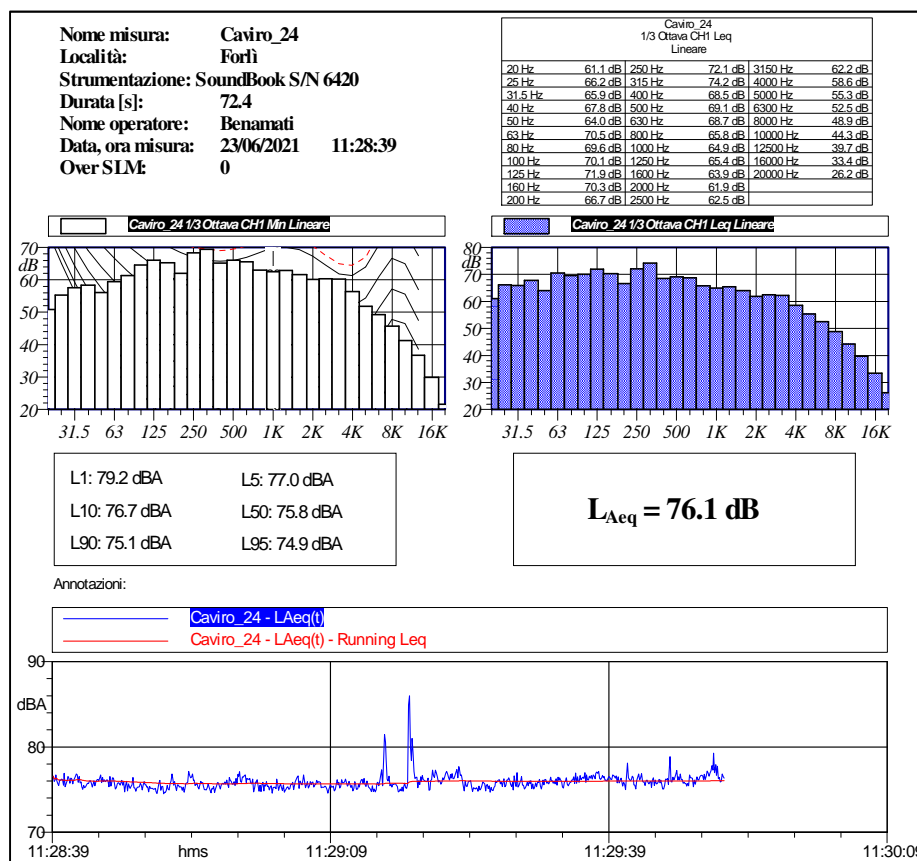 Nome misura: Caviro_24
Località: Forlì
Strumentazione: SoundBook S/N 6420
Durata [s]: 72.4
Nome operatore: Benamati
Data, ora misura: 23/06/2021 11:28:39
Over SLM: 0
Caviro_24
1/3 Ottava CH1 Leq
Lineare
20 Hz 61.1 dB 250 Hz 72.1 dB 3150 Hz 62.2 dB
25 Hz 66.2 dB 315 Hz 74.2 dB 4000 Hz 58.6 dB
31.5 Hz 65.9 dB 400 Hz 68.5 dB 5000 Hz 55.3 dB
40 Hz 67.8 dB 500 Hz 69.1 dB 6300 Hz 52.5 dB
50 Hz 64.0 dB 630 Hz 68.7 dB 8000 Hz 48.9 dB
63 Hz 70.5 dB 800 Hz 65.8 dB 10000 Hz 44.3 dB
80 Hz 69.6 dB 1000 Hz 64.9 dB 12500 Hz 39.7 dB
100 Hz 70.1 dB 1250 Hz 65.4 dB 16000 Hz 33.4 dB
125 Hz 71.9 dB 1600 Hz 63.9 dB 20000 Hz 26.2 dB
160 Hz 70.3 dB 2000 Hz 61.9 dB
200 Hz 66.7 dB 2500 Hz 62.5 dB
Caviro_24 1/3 Ottava CH1 Min Lineare
70
dB
60
50
40
30
20
31.5 63 125 250 500 1K 2K 4K 8K 16K
Caviro_24 1/3 Ottava CH1 Leq Lineare
80
dB
70
60
50
40
30
20
31.5 63 125 250 500 1K 2K 4K 8K 16K
L1: 79.2 dBA L5: 77.0 dBA
L10: 76.7 dBA L50: 75.8 dBA
L90: 75.1 dBA L95: 74.9 dBA
LAeq = 76.1 dB
Annotazioni:
Caviro_24 - LAeq(t)
Caviro_24 - LAeq(t) - Running Leq
90
dBA
80
70
11:28:39 hms 11:29:09 11:29:39 11:30:09